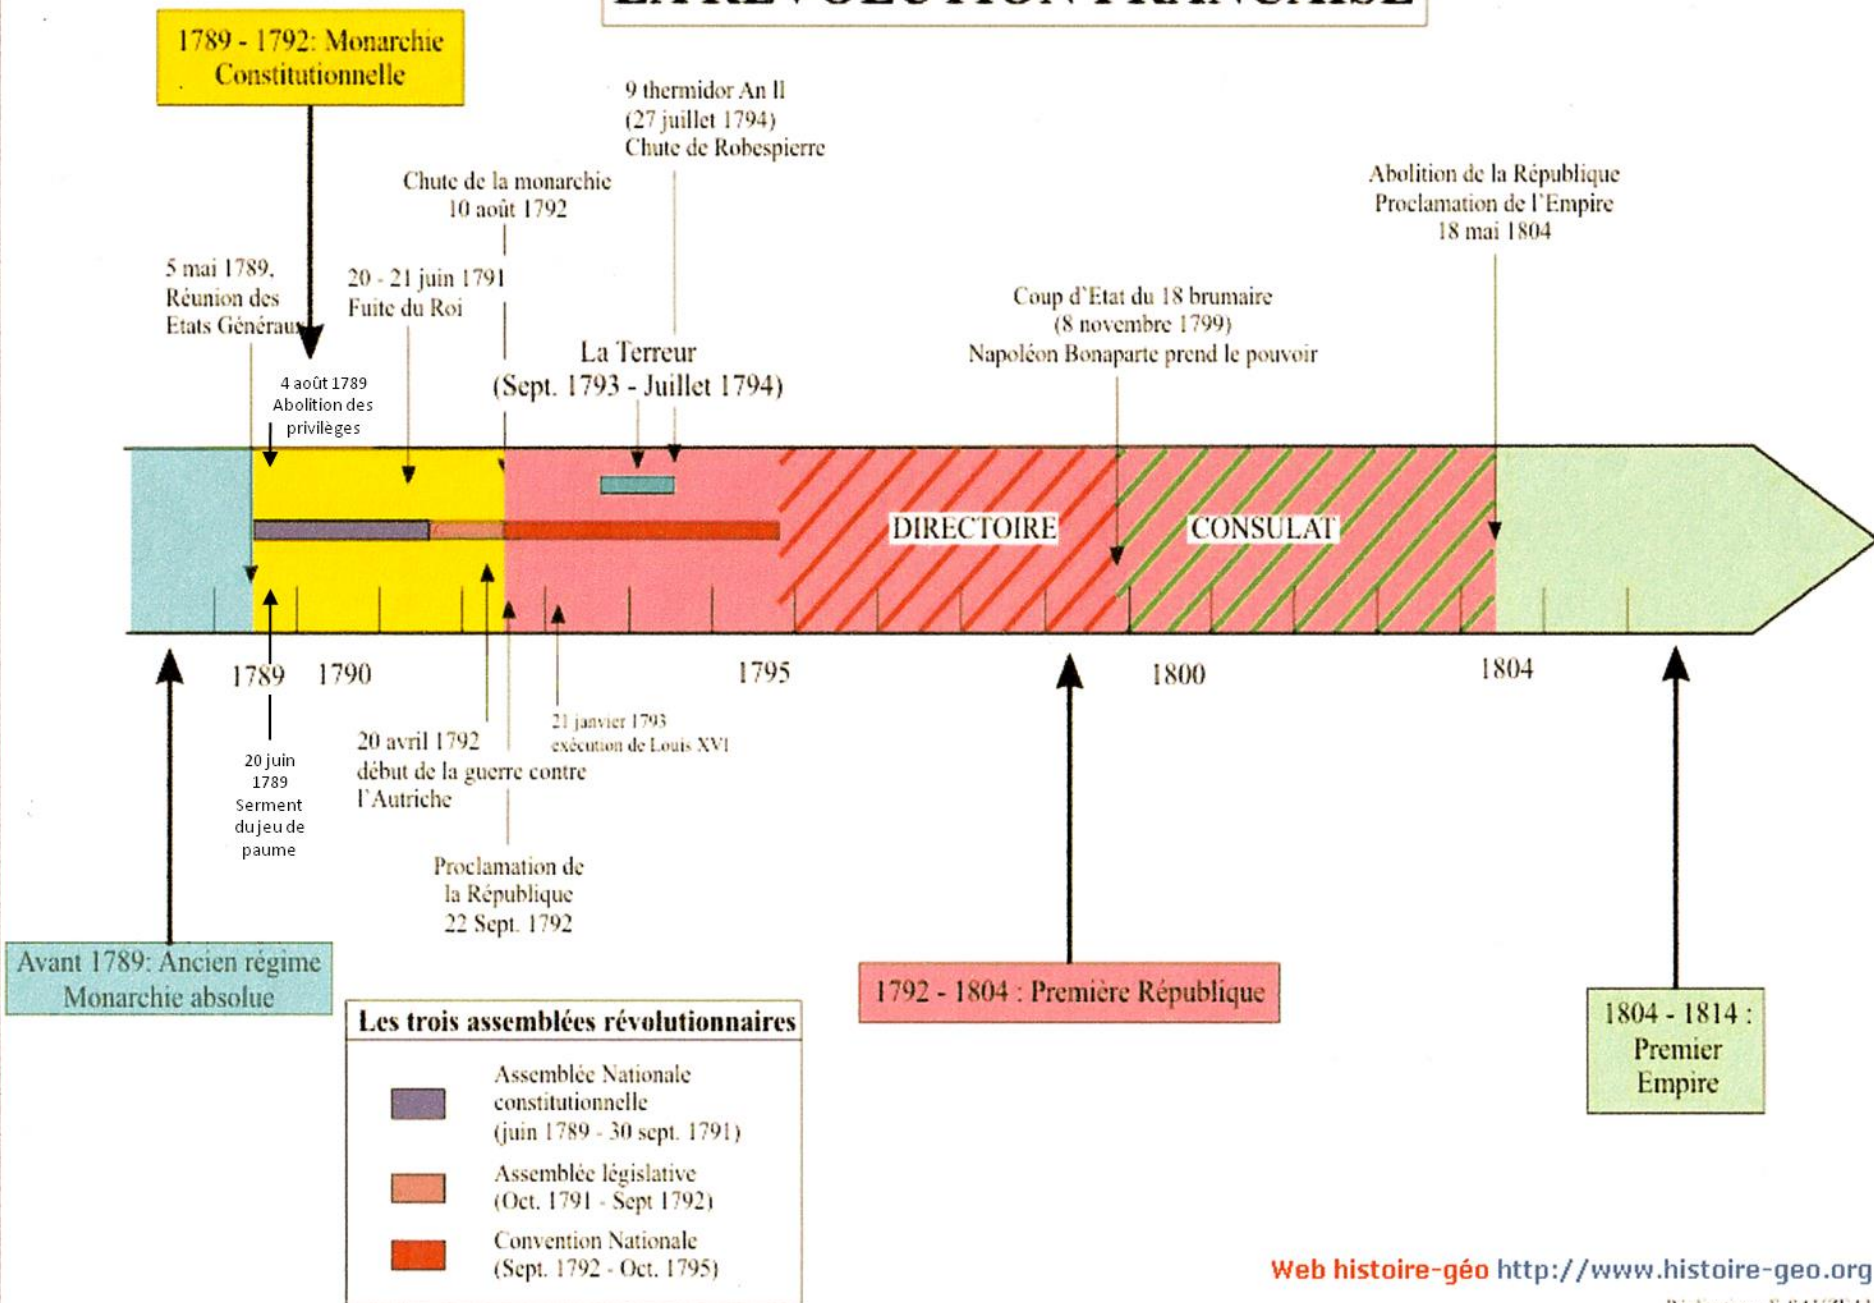 LA RÉVOLUTION FRANCAISE
1789 - 1792: Monarchie
Constitutionnelle
9 thermidor An II
(27 juillet 1794)
Chute de Robespierre
Chute de la monarchie
10 août 1792
Abolition de la République
Proclamation de l'Empire
18 mai 1804
5 mai 1789,
Réunion des
Etats Généraux
20 - 21 juin 1791
Fuite du Roi
Coup d'Etat du 18 brumaire
(8 novembre 1799)
Napoléon Bonaparte prend le pouvoir
La Terreur
(Sept. 1793 - Juillet 1794)
4 août 1789
Abolition des
privilèges
DIRECTOIRE
CONSULAT
1789
1790
1795
1800
1804
20 juin
1789
Serment
du jeu de
paume
20 avril 1792
début de la guerre contre
l'Autriche
21 janvier 1793
exécution de Louis XVI
Proclamation de
la République
22 Sept. 1792
Avant 1789: Ancien régime
Monarchie absolue
1792 - 1804 : Première République
1804 - 1814 :
Premier
Empire
Les trois assemblées révolutionnaires
Assemblée Nationale
constitutionnelle
(juin 1789 - 30 sept. 1791)
Assemblée législative
(Oct. 1791 - Sept 1792)
Convention Nationale
(Sept. 1792 - Oct. 1795)
Web histoire-géo http://www.histoire-geo.org